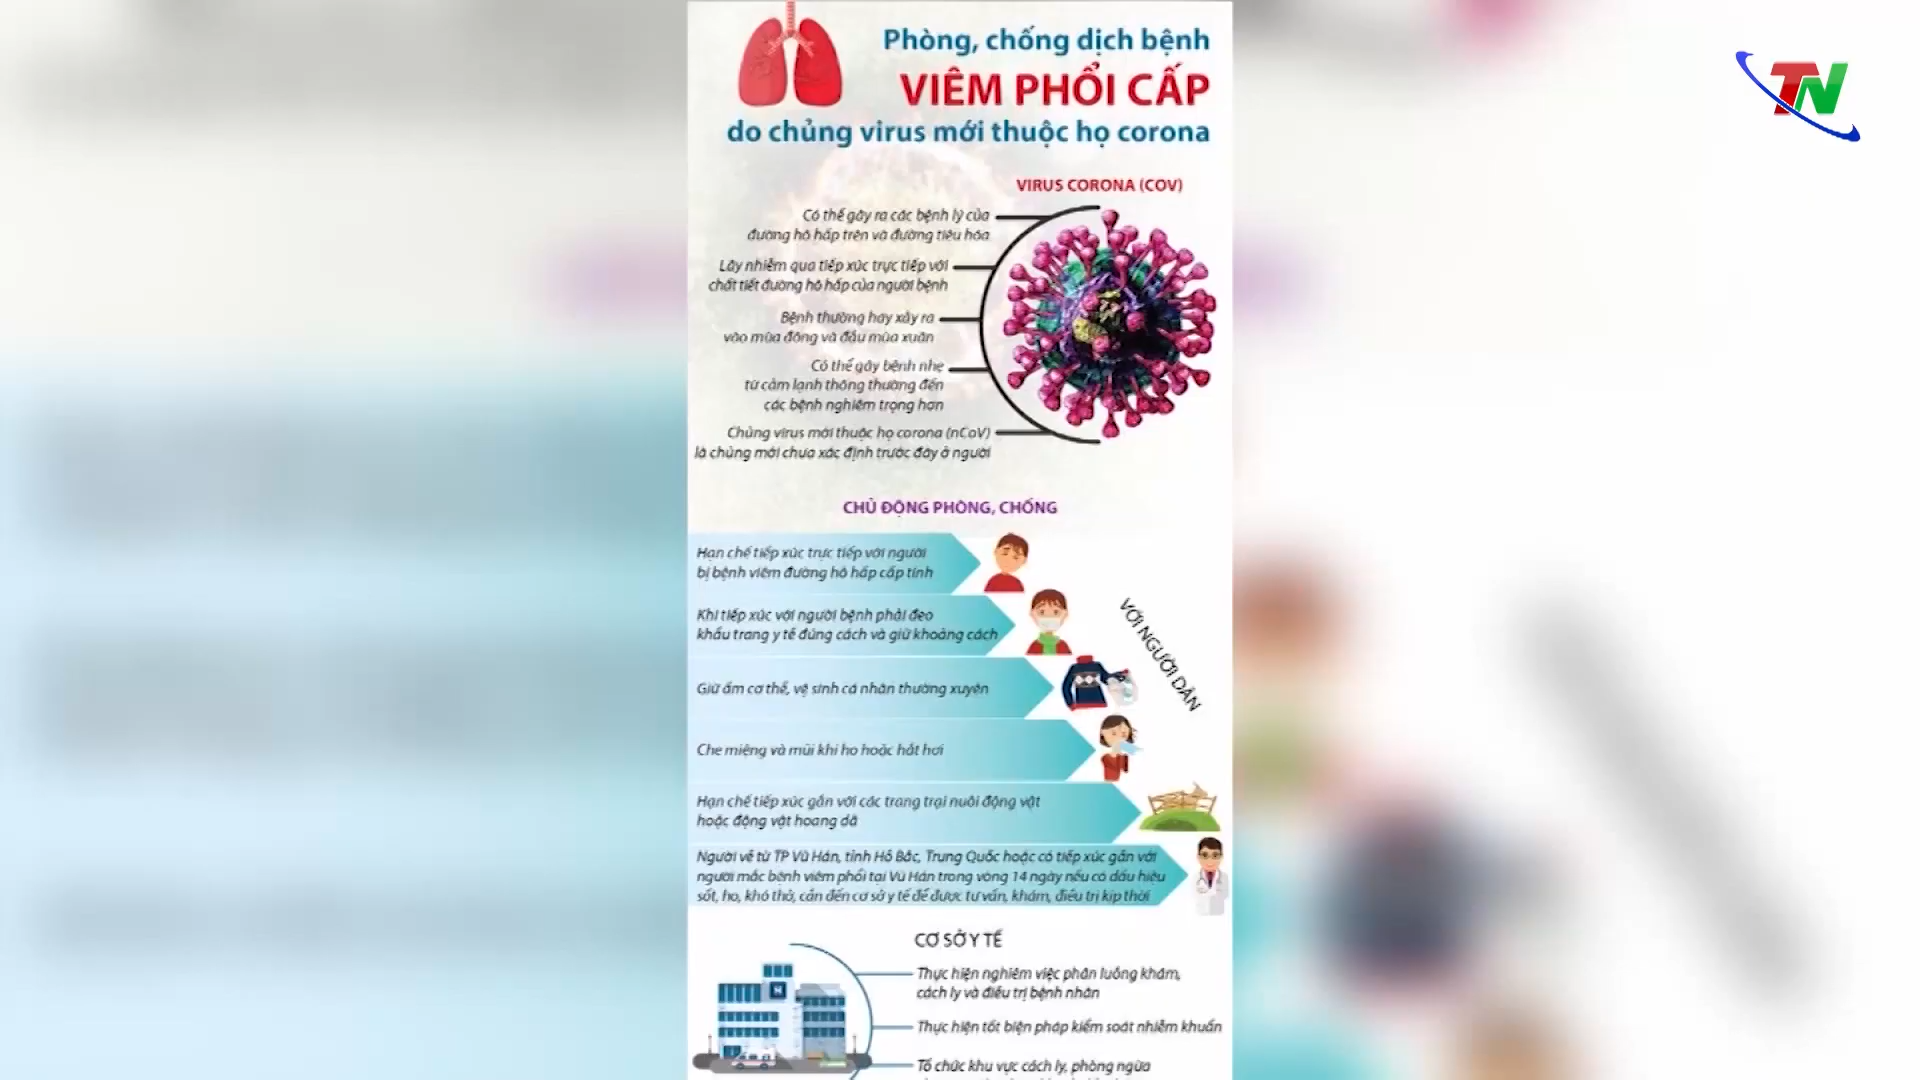 Phòng, chống dịch bệnh
VIÊM PHỔI CẤP
do chủng virus mới thuộc họ corona
TN
VIRUS CORONA (COV)
Có thể gây ra các bệnh lý của
đường hô hấp trên và đường tiêu hóa
Lây nhiễm qua tiếp xúc trực tiếp với
chất tiết đường hô hấp của người bệnh
Bệnh thường hay xảy ra
vào mùa đông và đầu mùa xuân
Có thể gây bệnh nhẹ
từ cảm lạnh thông thường đến
các bệnh nghiêm trọng hơn
Chủng virus mới thuộc họ corona (nCoV)
là chủng mới chưa xác định trước đây ở người
CHỦ ĐỘNG PHÒNG, CHỐNG
VỚI NGƯỜI DÂN
Hạn chế tiếp xúc trực tiếp với người
bị bệnh viêm đường hô hấp cấp tính
Khi tiếp xúc với người bệnh phải đeo
khẩu trang y tế đúng cách và giữ khoảng cách
Giữ ấm cơ thể, vệ sinh cá nhân thường xuyên
Che miệng và mũi khi ho hoặc hắt hơi
Hạn chế tiếp xúc gần với các trang trại nuôi động vật
hoặc động vật hoang dã
Người về từ TP Vũ Hán, tỉnh Hồ Bắc, Trung Quốc hoặc có tiếp xúc gần với
người mắc bệnh viêm phổi tại Vũ Hán trong vòng 14 ngày nếu có dấu hiệu
sốt, ho, khó thở, cần đến cơ sở y tế để được tư vấn, khám, điều trị kịp thời
CƠ SỞ Y TẾ
Thực hiện nghiêm việc phân luồng khám,
cách ly và điều trị bệnh nhân
Thực hiện tốt biện pháp kiểm soát nhiễm khuẩn
Tổ chức khu vực cách ly, phòng ngừa